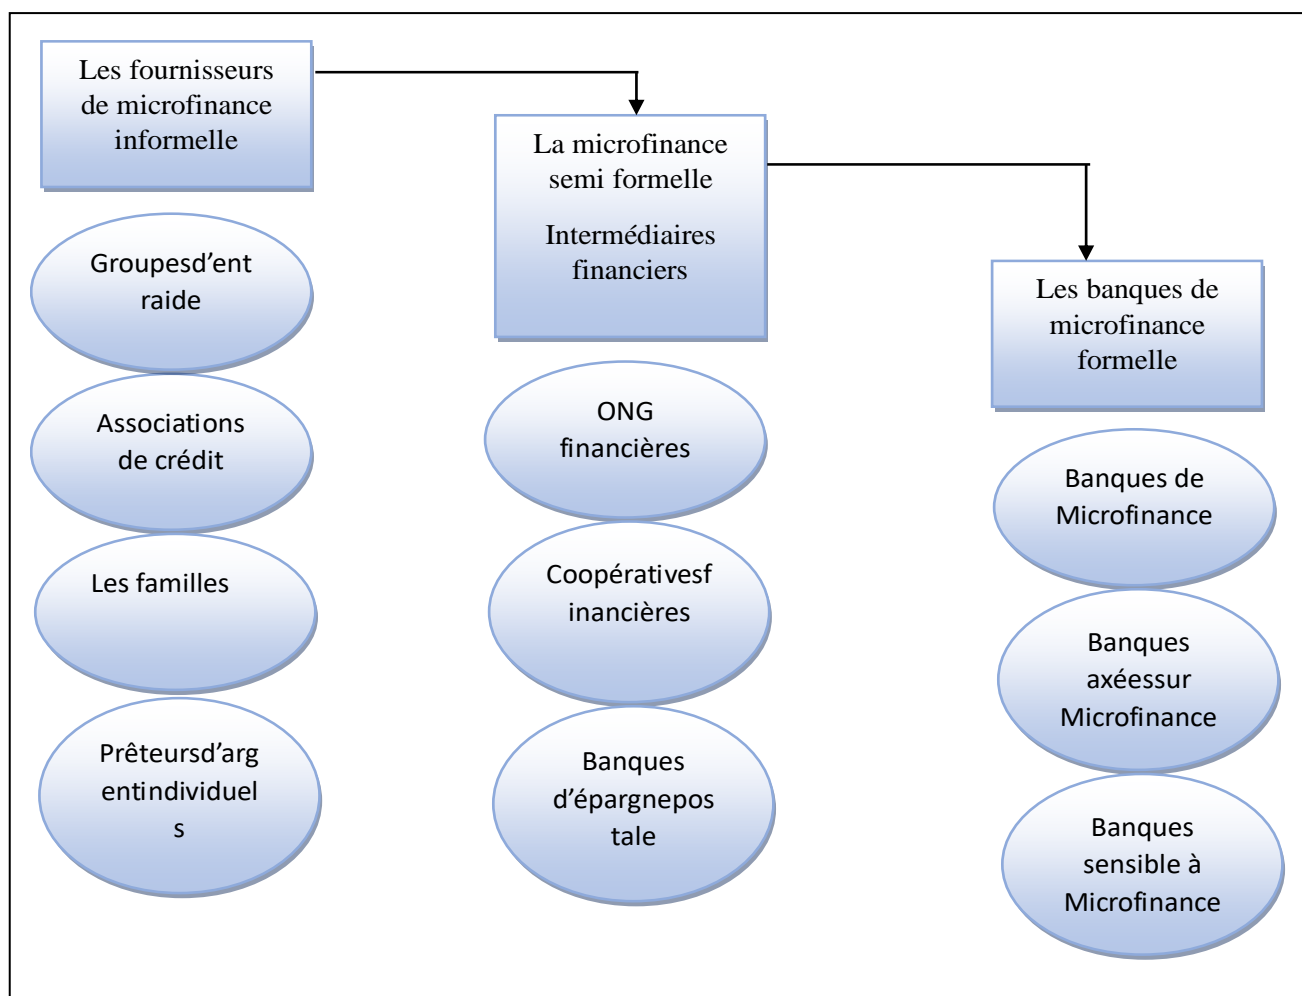 Les fournisseurs
de microfinance
informelle
Groupesd’ent
raide
Associations
de crédit
Les familles
Prêteursd’arg
entindividuel
s
La microfinance
semi formelle
Intermédiaires
financiers
ONG
financières
Coopérativesf
inancières
Banques
d’épargnepos
tale
Les banques de
microfinance
formelle
Banques de
Microfinance
Banques
axéessur
Microfinance
Banques
sensible à
Microfinance